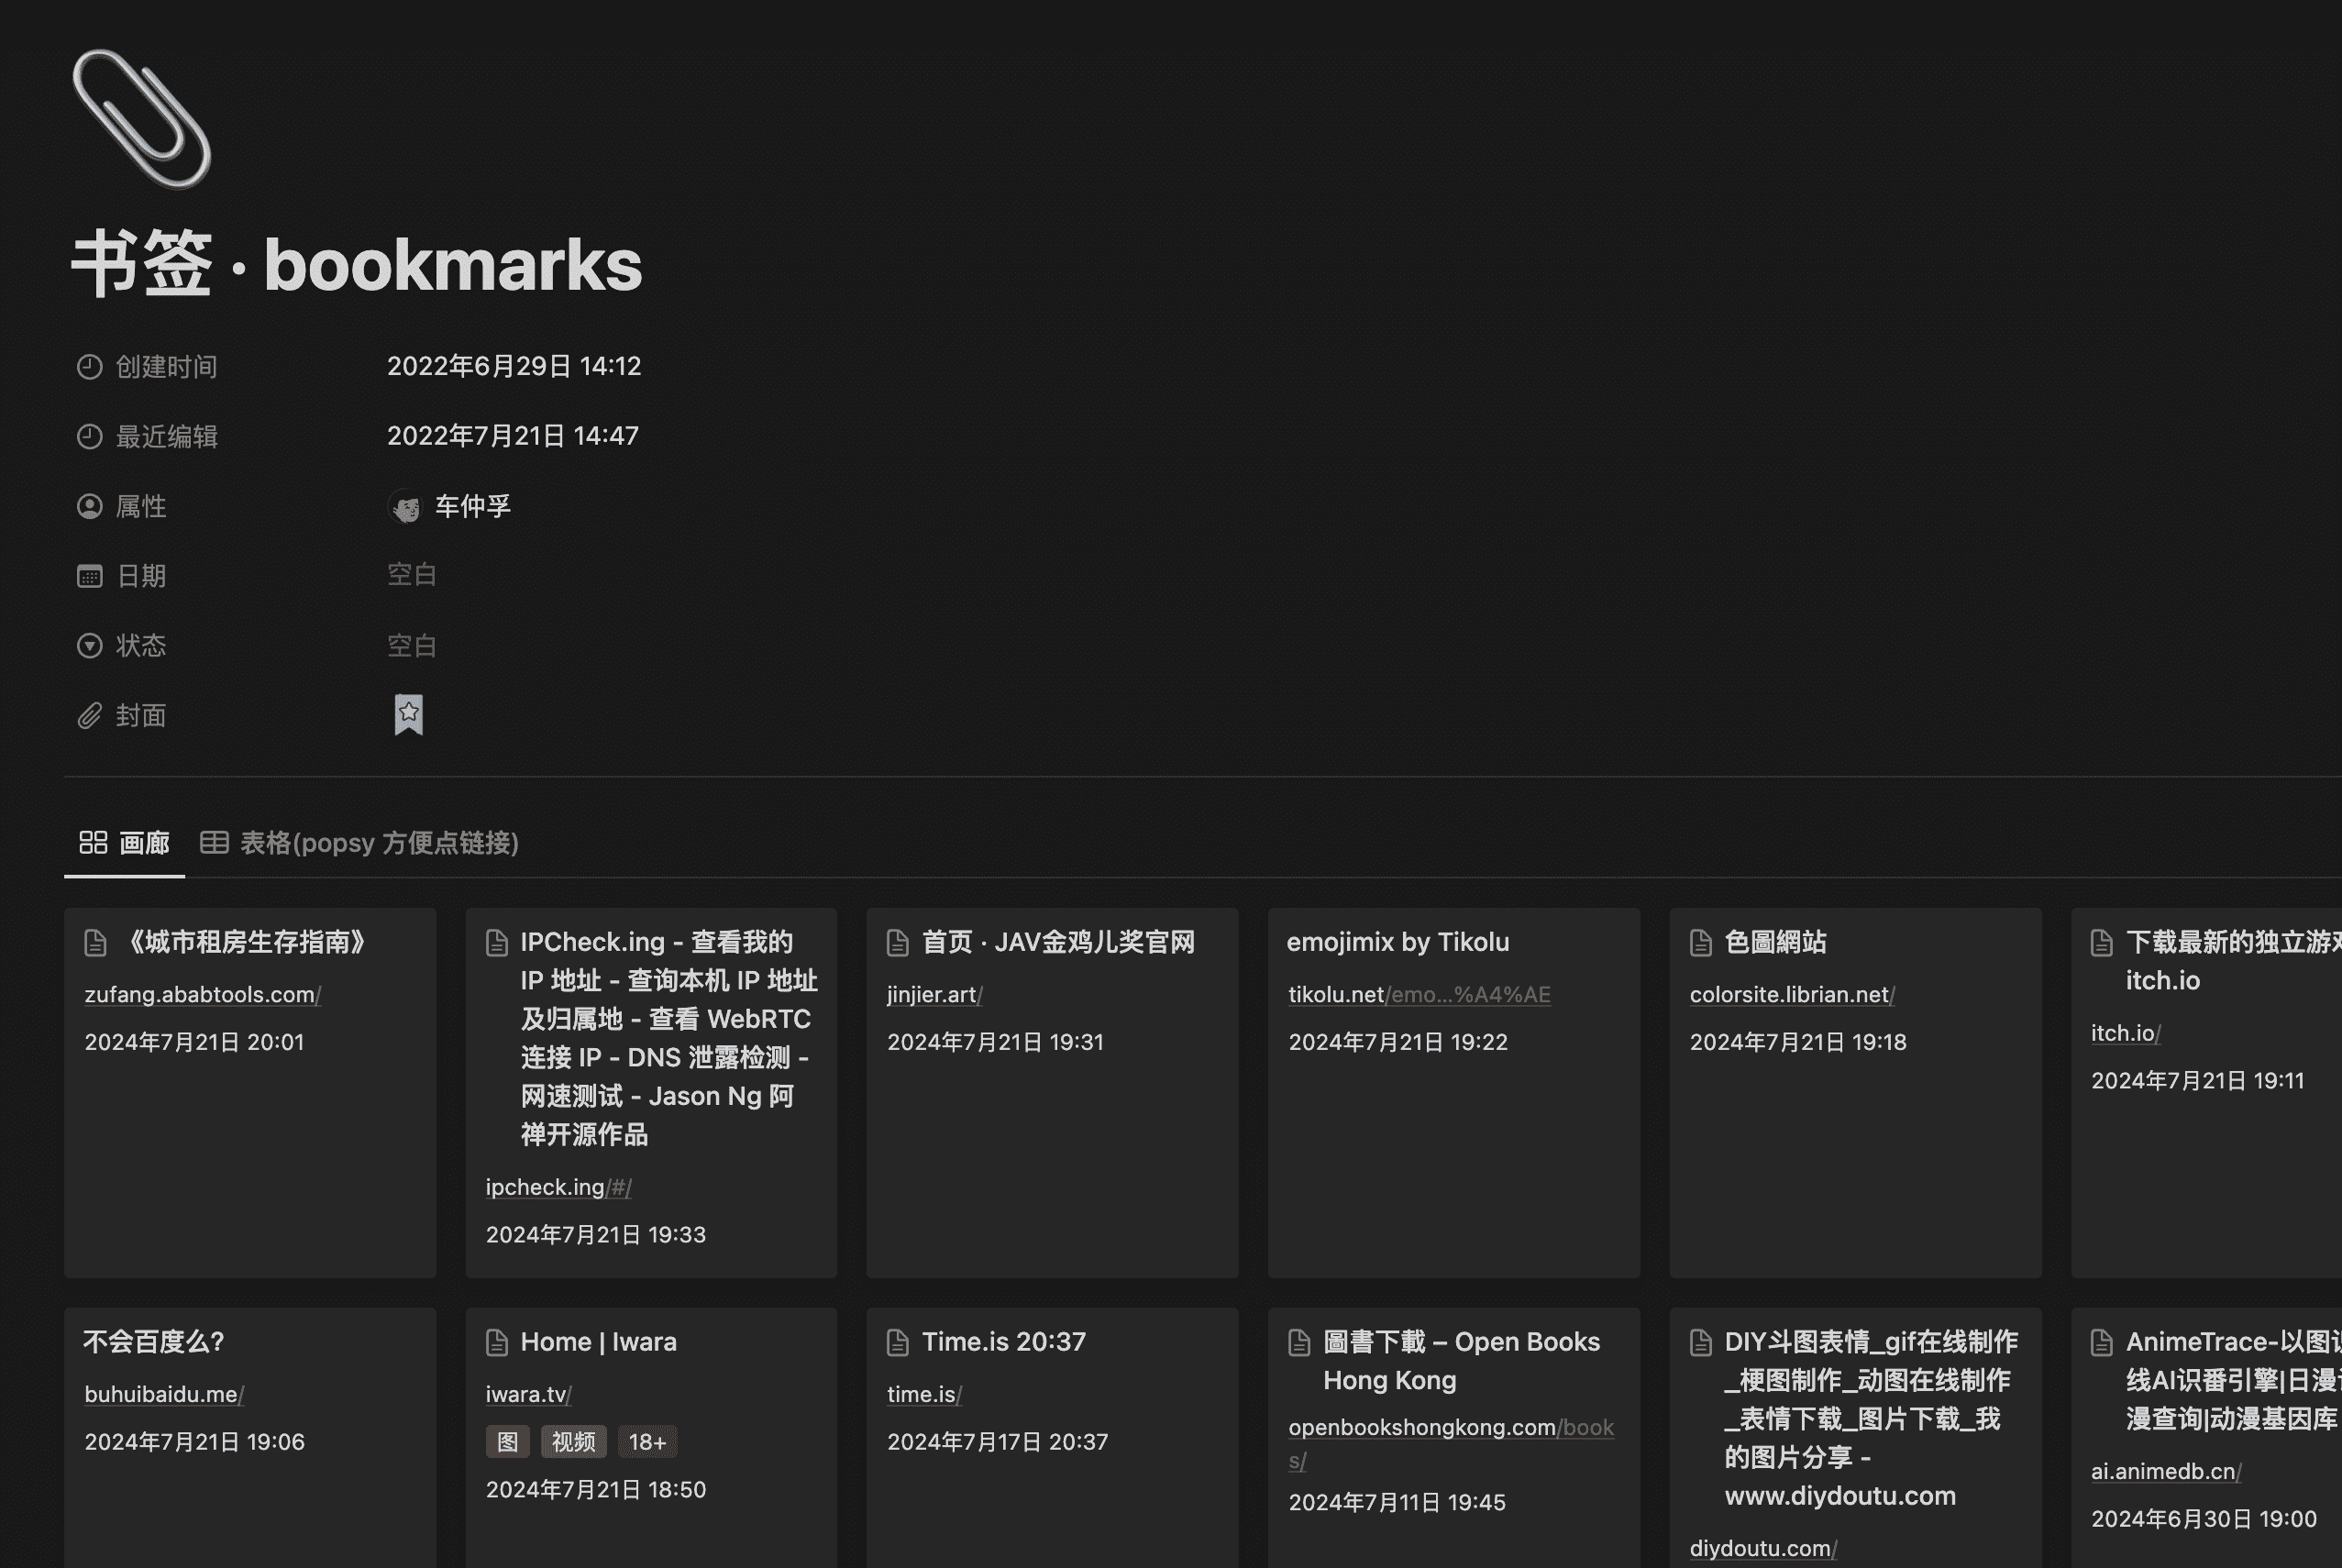 书签 · bookmarks
创建时间 2022年6月29日 14:12
最近编辑 2022年7月21日 14:47
属性 车仲孚
日期 空白
状态 空白
封面
画廊 表格(popsy 方便点链接)
《城市租房生存指南》
zufang.ababtools.com/
2024年7月21日 20:01
IPCheck.ing - 查看我的
IP 地址 - 查询本机 IP 地址
及归属地 - 查看 WebRTC
连接 IP - DNS 泄露检测 -
网速测试 - Jason Ng 阿
禅开源作品
ipcheck.ing/#/
2024年7月21日 19:33
首页 · JAV金鸡儿奖官网
jinjier.art/
2024年7月21日 19:31
emojimix by Tikolu
tikolu.net/emo...%A4%AE
2024年7月21日 19:22
色圖網站
colorsite.librian.net/
2024年7月21日 19:18
下载最新的独立游
itch.io
itch.io/
2024年7月21日 19:11
不会百度么?
buhuibaidu.me/
2024年7月21日 19:06
Home | Iwara
iwara.tv/
图 视频 18+
2024年7月21日 18:50
Time.is 20:37
time.is/
2024年7月17日 20:37
圖書下載 – Open Books
Hong Kong
openbookshongkong.com/book
s/
2024年7月11日 19:45
DIY斗图表情_gif在线制作
_梗图制作_动图在线制作
_表情下载_图片下载_我
的图片分享 -
www.diydoutu.com
diydoutu.com/
AnimeTrace-以图
线AI识番引擎|日漫
漫查询|动漫基因库
ai.animedb.cn/
2024年6月30日 19:00